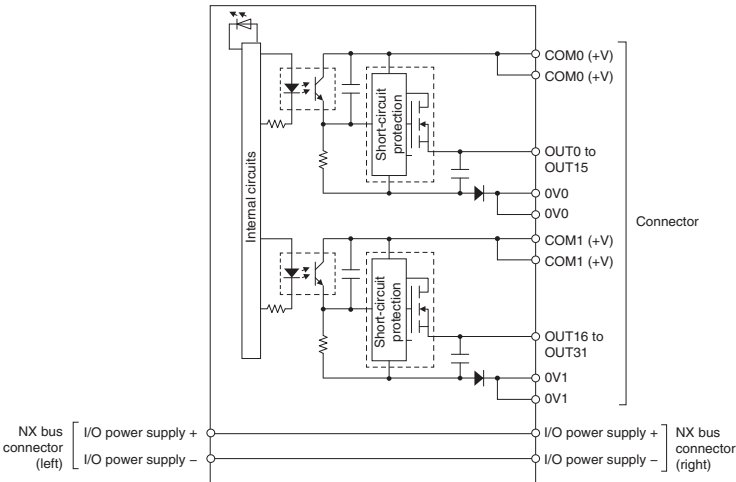 COM0 (+V)
COM0 (+V)
Short-circuit
protection
OUT0 to
OUT15
0V0
0V0
Internal circuits
Connector
COM1 (+V)
COM1 (+V)
Short-circuit
protection
OUT16 to
OUT31
0V1
0V1
NX bus
connector
(left)
I/O power supply +
I/O power supply –
I/O power supply +
I/O power supply –
NX bus
connector
(right)